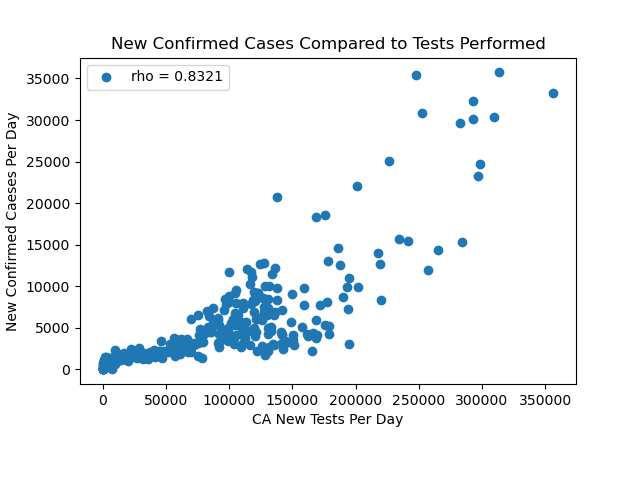 New Confirmed Cases Compared to Tests Performed
rho = 0.8321
New Confirmed Caeses Per Day
35000
30000
25000
20000
15000
10000
5000
0
0 50000 100000 150000 200000 250000 300000 350000
CA New Tests Per Day